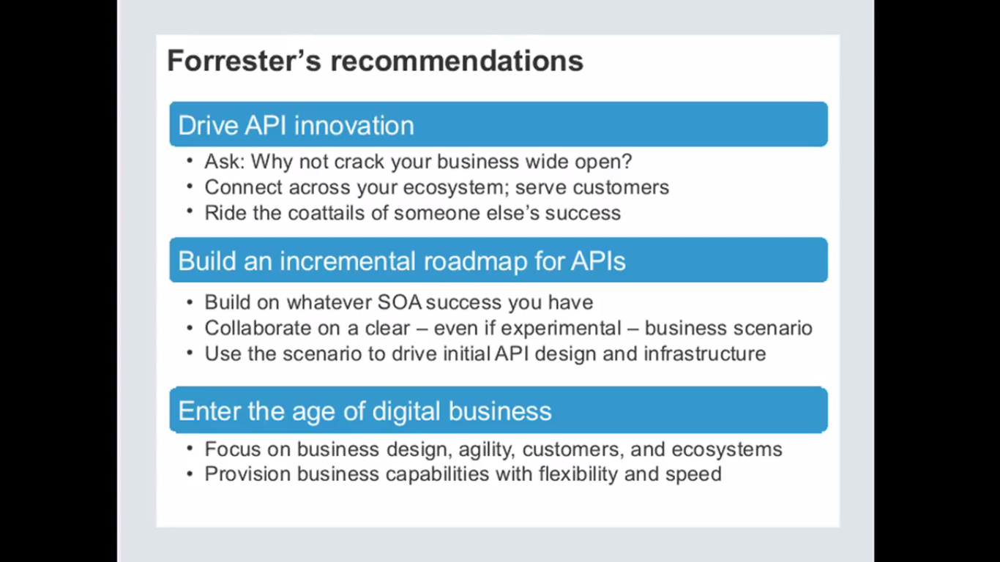 Forrester’s recommendations
Drive API innovation
• Ask: Why not crack your business wide open?
• Connect across your ecosystem; serve customers
• Ride the coattails of someone else’s success
Build an incremental roadmap for APIs
• Build on whatever SOA success you have
• Collaborate on a clear – even if experimental – business scenario
• Use the scenario to drive initial API design and infrastructure
Enter the age of digital business
• Focus on business design, agility, customers, and ecosystems
• Provision business capabilities with flexibility and speed